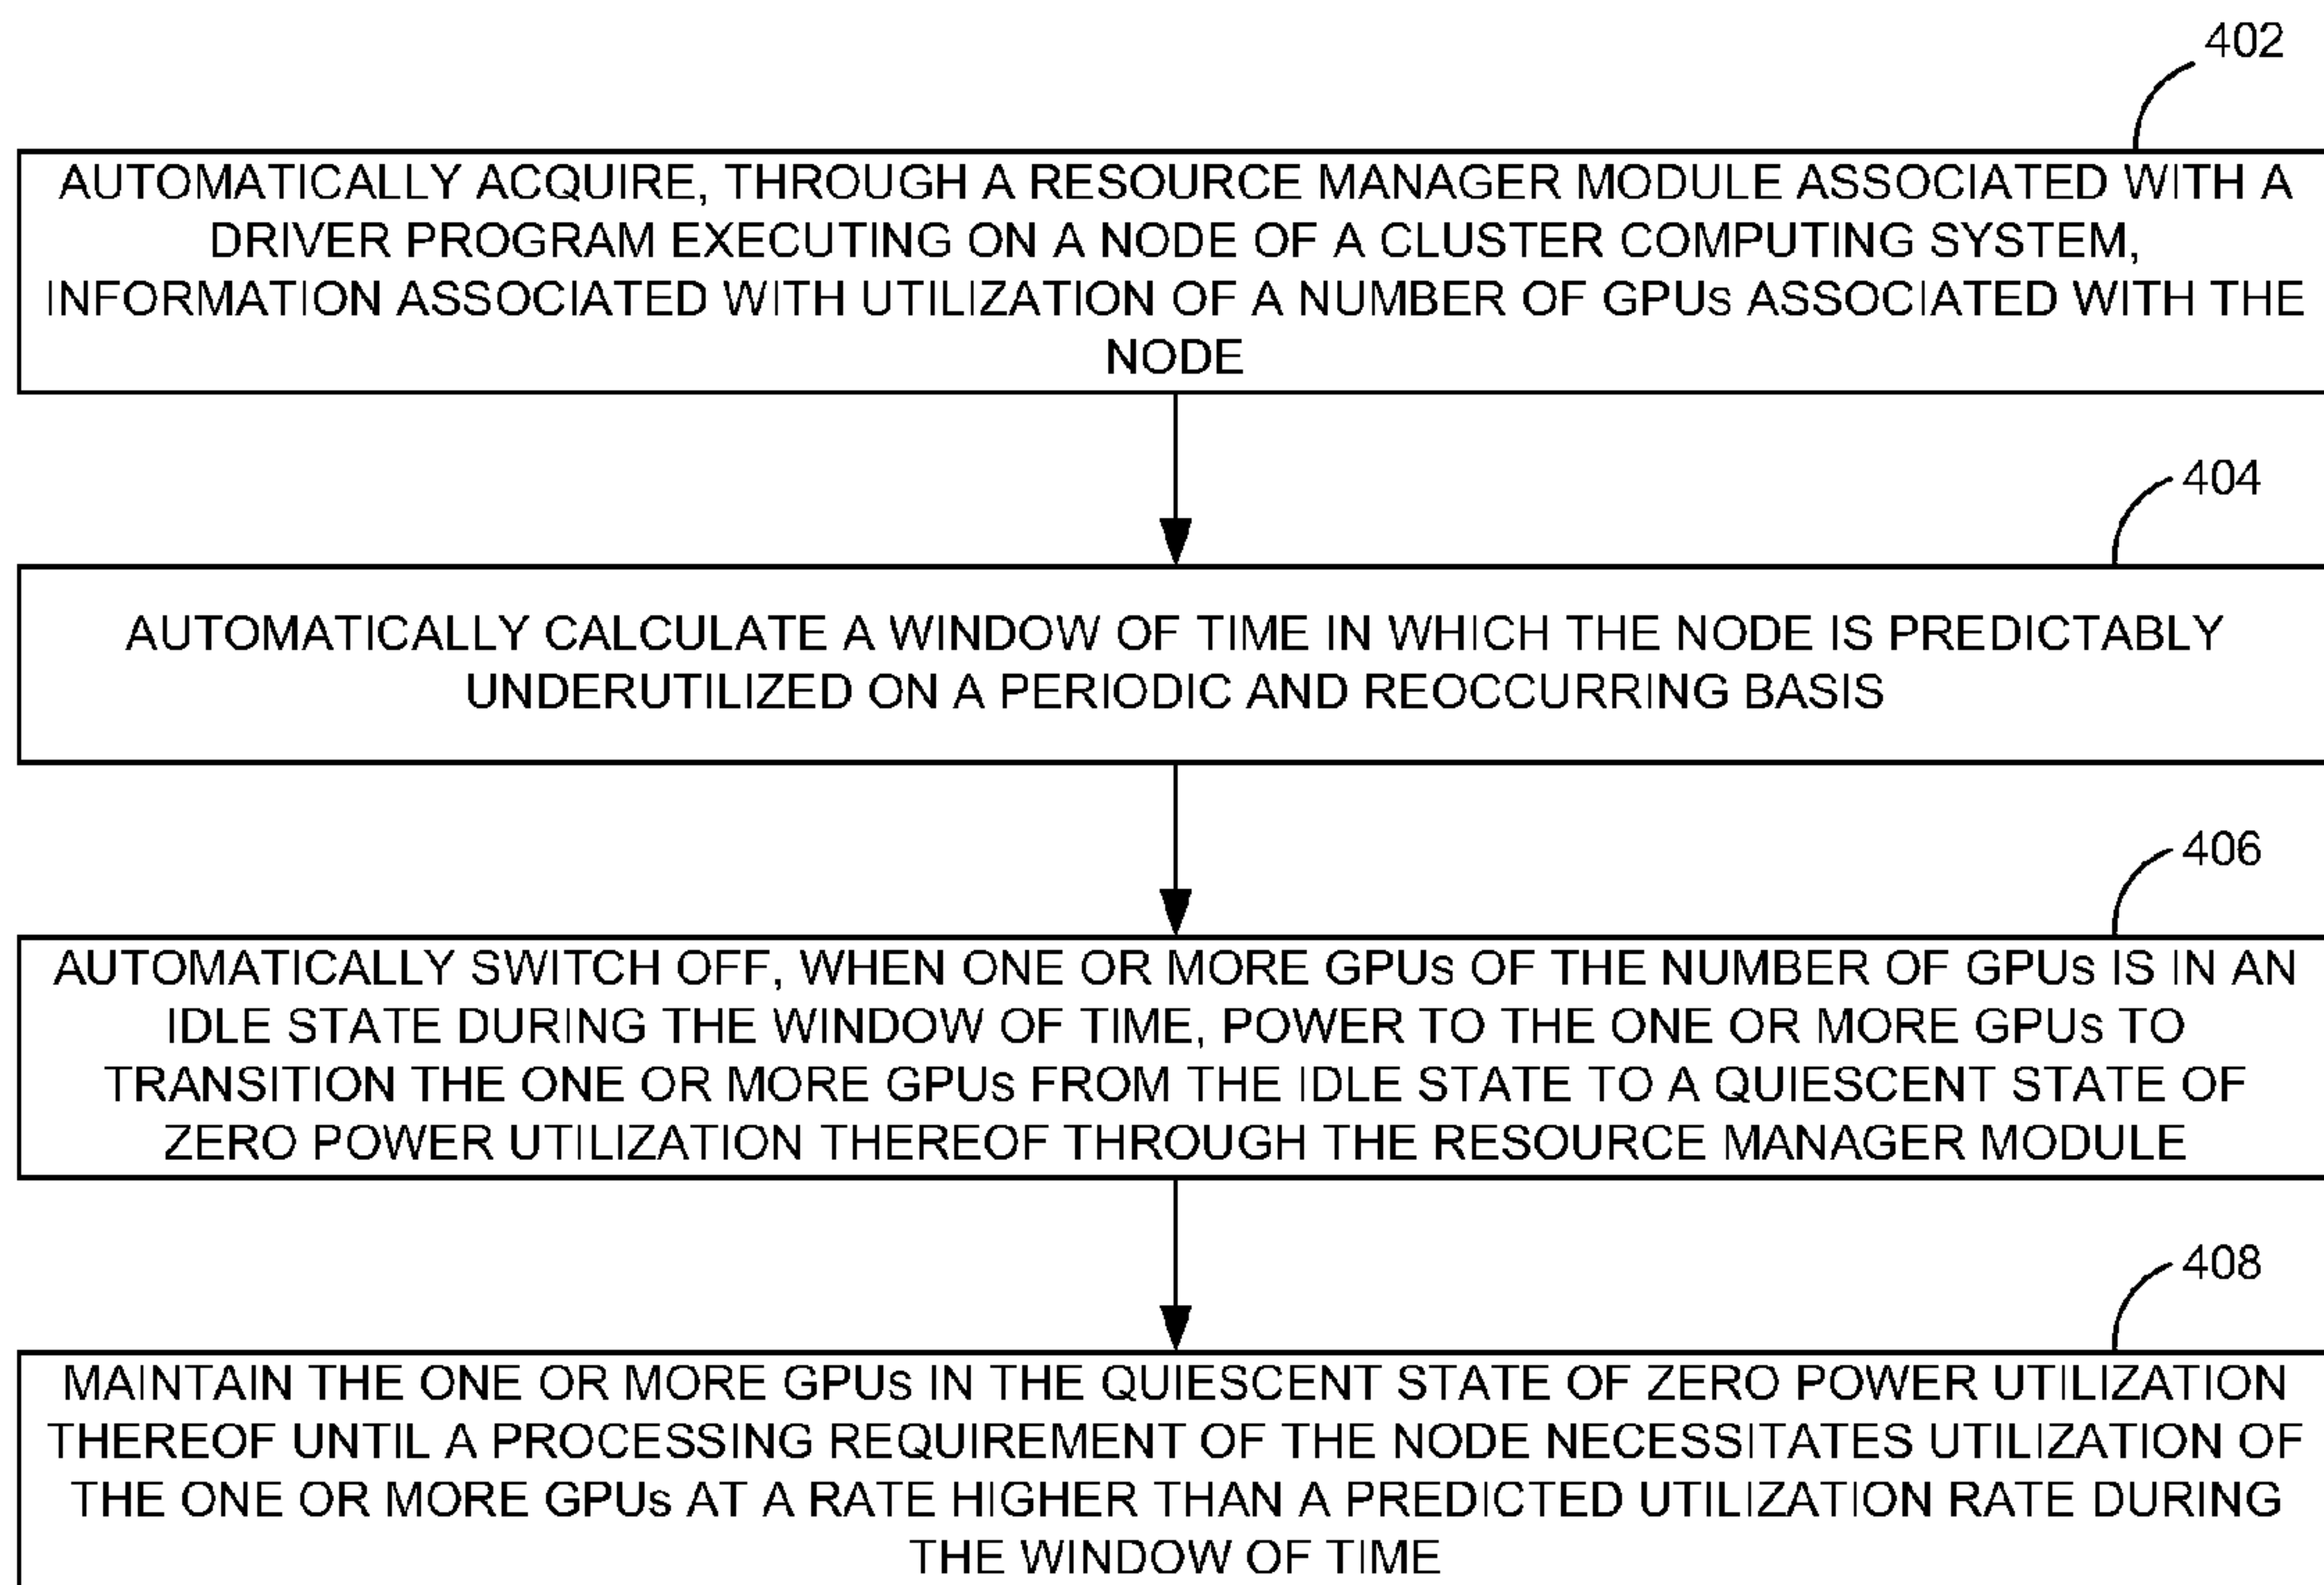 402
AUTOMATICALLY ACQUIRE, THROUGH A RESOURCE MANAGER MODULE ASSOCIATED WITH A
DRIVER PROGRAM EXECUTING ON A NODE OF A CLUSTER COMPUTING SYSTEM,
INFORMATION ASSOCIATED WITH UTILIZATION OF A NUMBER OF GPUs ASSOCIATED WITH THE
NODE
404
AUTOMATICALLY CALCULATE A WINDOW OF TIME IN WHICH THE NODE IS PREDICTABLY
UNDERUTILIZED ON A PERIODIC AND REOCCURRING BASIS
406
AUTOMATICALLY SWITCH OFF, WHEN ONE OR MORE GPUs OF THE NUMBER OF GPUs IS IN AN
IDLE STATE DURING THE WINDOW OF TIME, POWER TO THE ONE OR MORE GPUs TO
TRANSITION THE ONE OR MORE GPUs FROM THE IDLE STATE TO A QUIESCENT STATE OF
ZERO POWER UTILIZATION THEREOF THROUGH THE RESOURCE MANAGER MODULE
408
MAINTAIN THE ONE OR MORE GPUs IN THE QUIESCENT STATE OF ZERO POWER UTILIZATION
THEREOF UNTIL A PROCESSING REQUIREMENT OF THE NODE NECESSITATES UTILIZATION OF
THE ONE OR MORE GPUs AT A RATE HIGHER THAN A PREDICTED UTILIZATION RATE DURING
THE WINDOW OF TIME